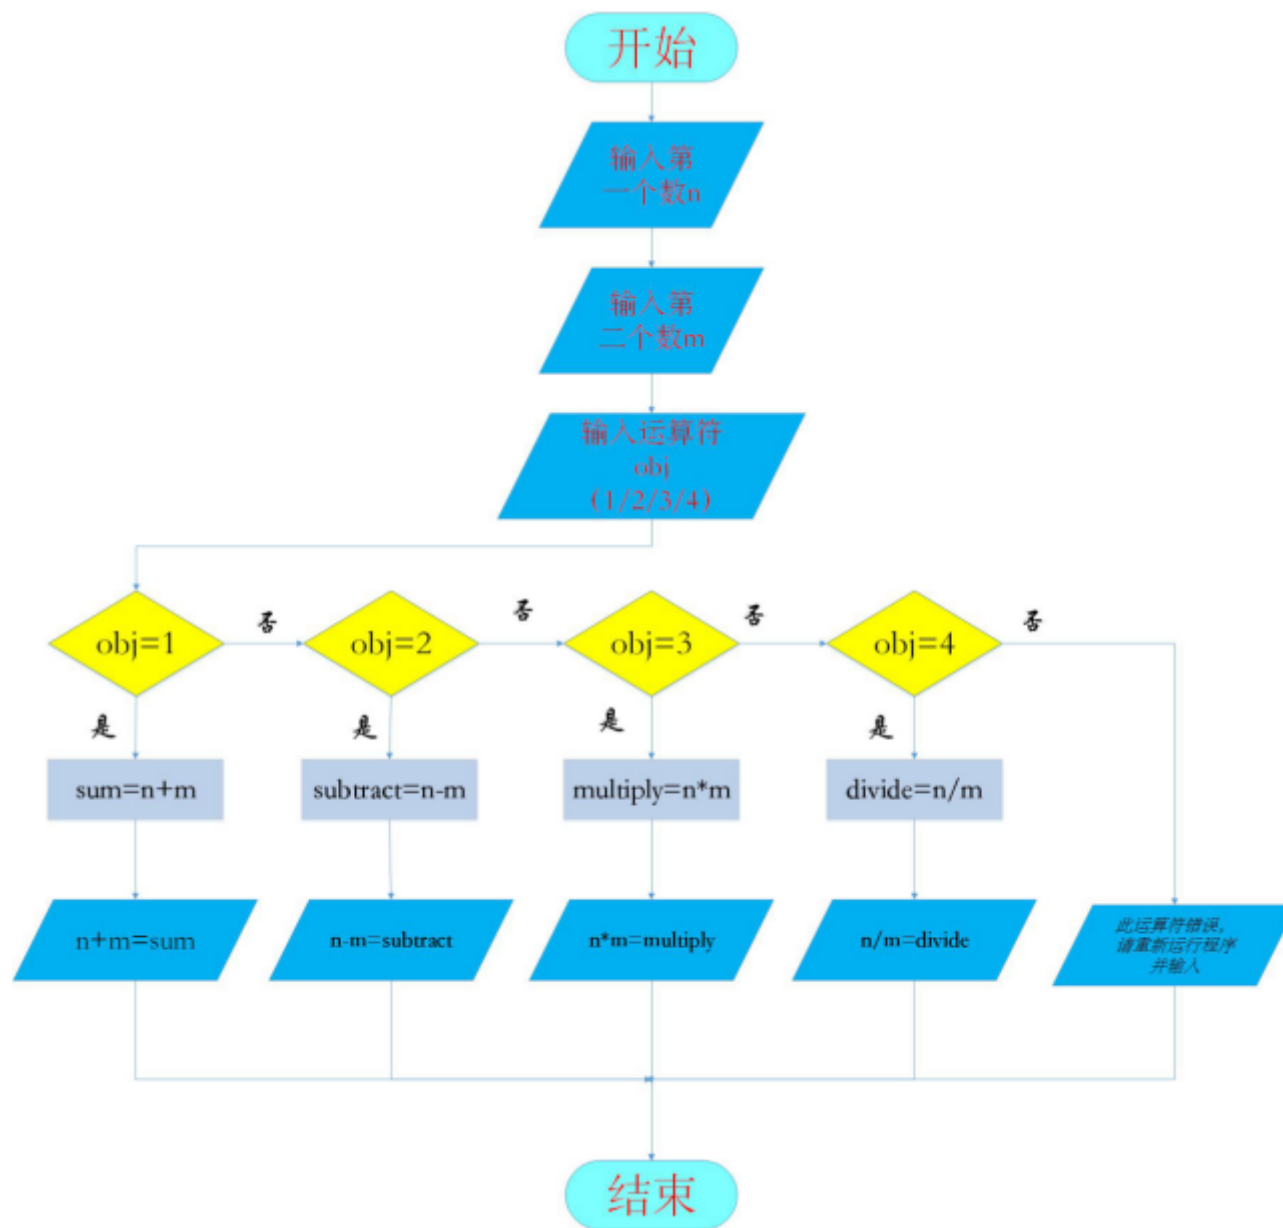 开始
输入第
一个数n
输入第
二个数m
输入运算符
obj
(1/2/3/4)
obj=1
否
obj=2
否
obj=3
否
obj=4
否
是
是
是
是
sum=n+m
subtract=n-m
multiply=n*m
divide=n/m
n+m=sum
n-m=subtract
n*m=multiply
n/m=divide
此运算符错误，
请重新运行程序
并输入
结束